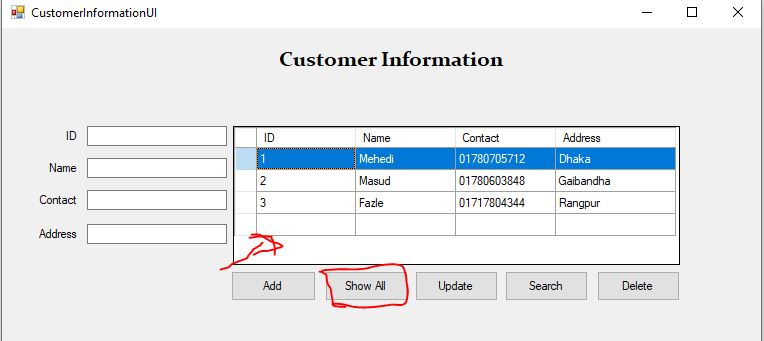 CustomerInformationUI
Customer Information
ID
Name
Contact
Address
ID Name Contact Address
1 Mehedi 01780705712 Dhaka
2 Masud 01780603848 Gaibandha
3 Fazle 01717804344 Rangpur
Add Show All Update Search Delete